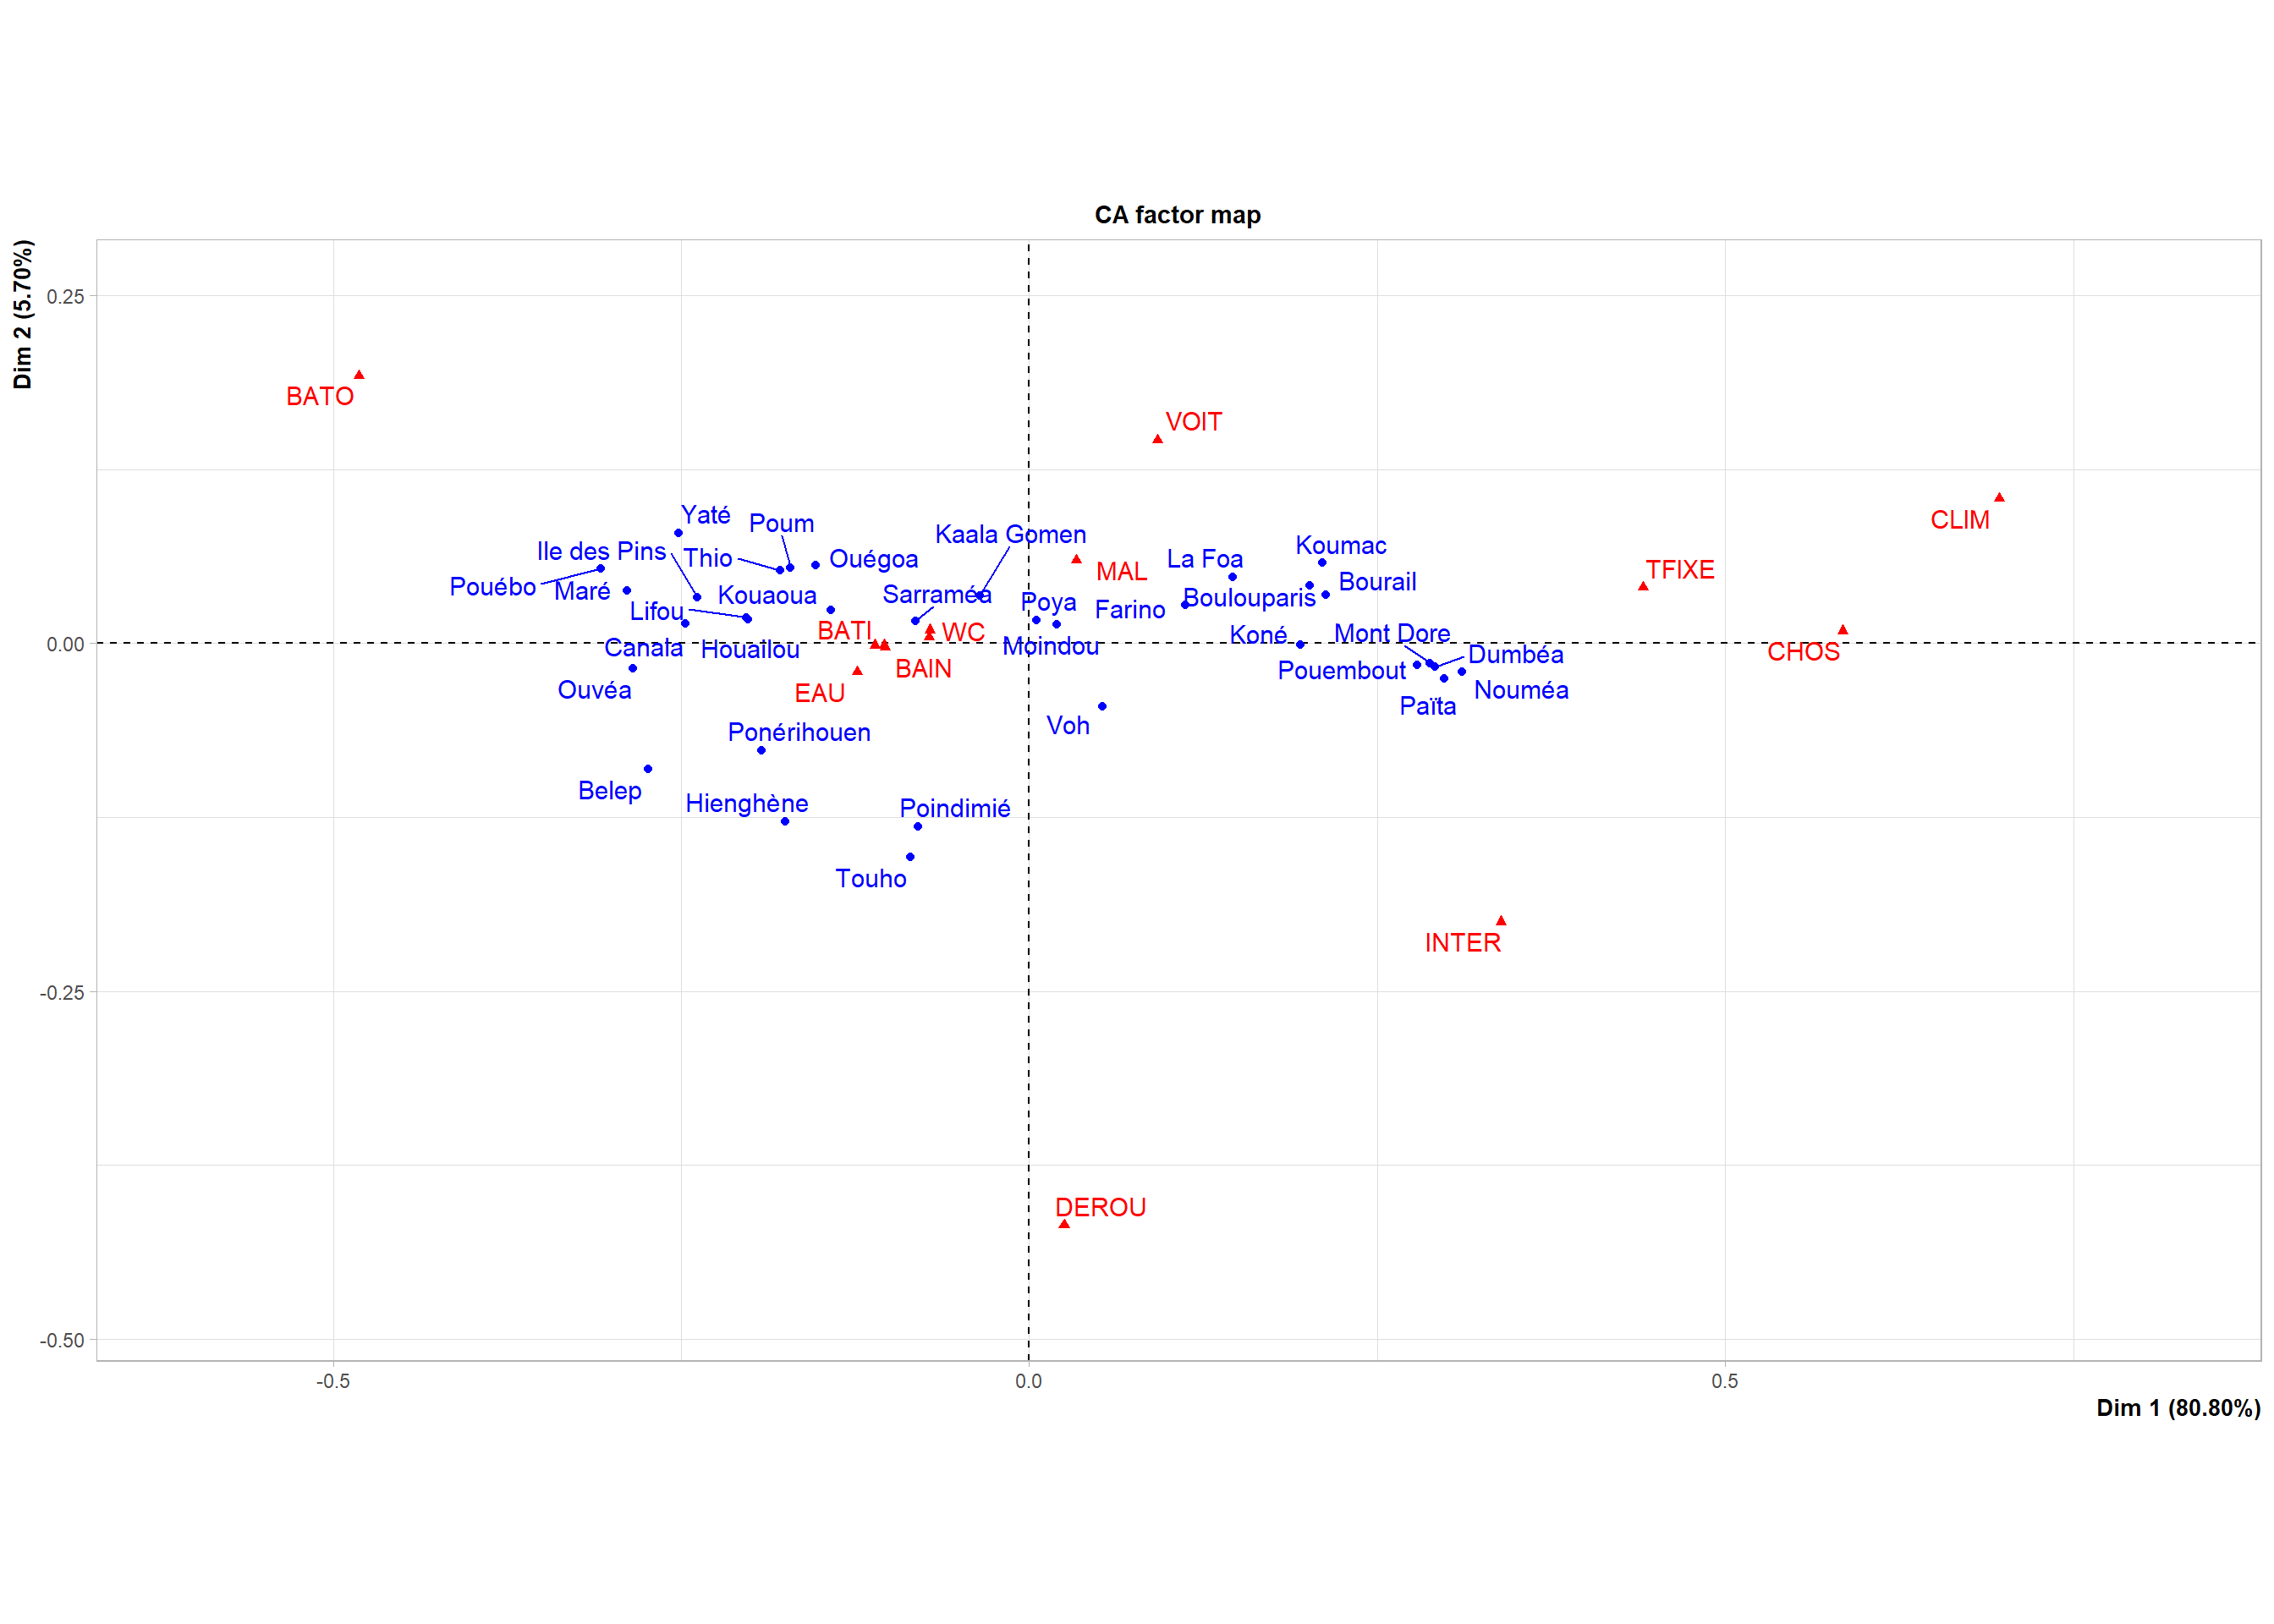 CA factor map
Dim 2 (5.70%)
0.25
0.00
-0.25
-0.50
BATO
VOIT
CLIM
TFIXE
CHOS
Yaté
Poum
Kaala Gomen
Ile des Pins
Thio
Ouégoa
MAL
La Foa
Koumac
Pouébo
Maré
Kouaoua
Sarraméa
Poya
Farino
Boulouparis
Bourail
Lifou
BATI
WC
Canala
Houailou
Moindou
Koné
Mont Dore
Dumbéa
Ouvéa
EAU
BAIN
Pouembout
Nouméa
Païta
Voh
Ponérihouen
Belep
Hienghène
Poindimié
Touho
INTER
DEROU
-0.5
0.0
0.5
Dim 1 (80.80%)